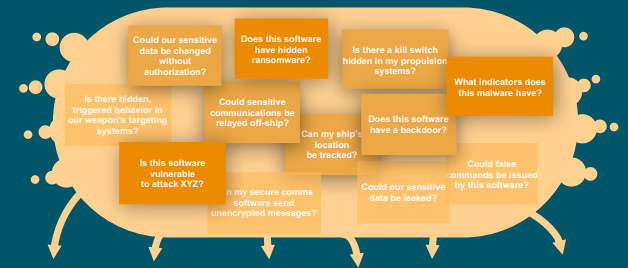 Could our sensitive
data be changed
without
authorization?
Does this software
have hidden
ransomware?
Is there a kill switch
hidden in my propulsion
systems?
What indicators does
this malware have?
Is there hidden,
triggered behavior in
our weapon's targeting
systems?
Could sensitive
communications be
relayed off-ship?
Can my ship's
location
be tracked?
Does this software
have a backdoor?
Is this software
vulnerable
to attack XYZ?
my secure comms
software send
unencrypted messages?
Could our sensitive
data be leaked?
Could false
commands be issued
by this software?